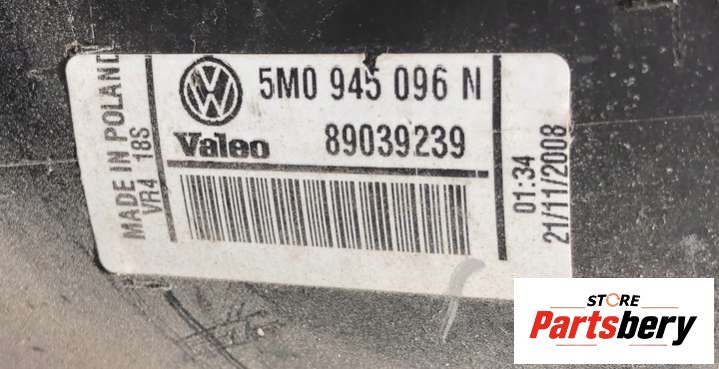 MADE IN POLAND
VR4 18S
5M0 945 096 N
Valeo 89039239
01:34
21/11/2008
STORE
Partsbery